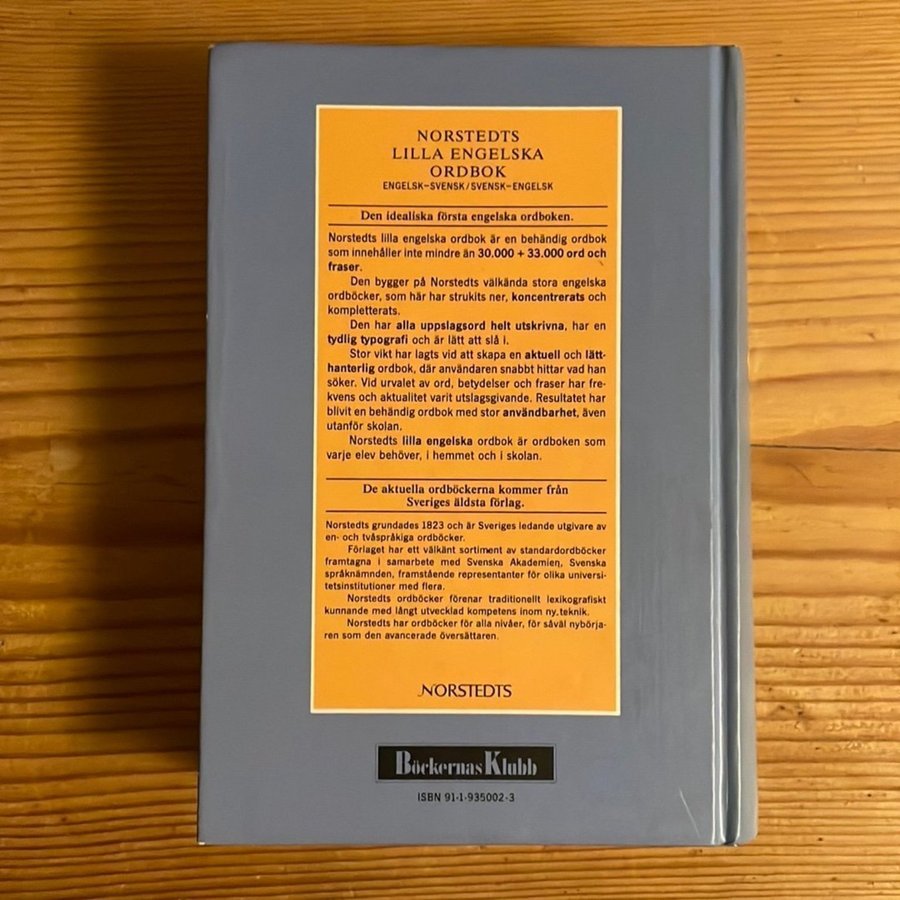 NORSTEDTS
LILLA ENGELSKA
ORDBOK
ENGELSK–SVENSK/SVENSK–ENGELSK
Den idealiska första engelska ordboken.
Norstedts lilla engelska ordbok är en behändig ordbok
som innehåller inte mindre än 30.000 + 33.000 ord och
fraser.
Den bygger på Norstedts välkända stora engelska
ordböcker, som här har strukits ner, koncentrerats och
kompletterats.
Den har alla uppslagsord helt utskrivna, har en
tydlig typografi och är lätt att slå i.
Stor vikt har lagts vid att skapa en aktuell och lätt-
hanterlig ordbok, där användaren snabbt hittar vad han
söker. Vid urvalet av ord, betydelser och fraser har fre-
kvens och aktualitet varit utslagsgivande. Resultatet har
blivit en behändig ordbok med stor användbarhet, även
utanför skolan.
Norstedts lilla engelska ordbok är ordboken som
varje elev behöver, i hemmet och i skolan.
De aktuella ordböckerna kommer från
Sveriges äldsta förlag.
Norstedts grundades 1823 och är Sveriges ledande utgivare av
en- och tvåspråkiga ordböcker.
Förlaget har ett välkänt sortiment av standardordböcker
framtagna i samarbete med Svenska Akademien, Svenska
språknämnden, framstående representanter för olika universi-
tetsinstitutioner med flera.
Norstedts ordböcker förenar traditionellt lexikografiskt
kunnande med långt utvecklad kompetens inom ny teknik.
Norstedts har ordböcker för alla nivåer, för såväl nybörja-
ren som den avancerade översättaren.
NORSTEDTS
Böckernas Klubb
ISBN 91-1-935002-3